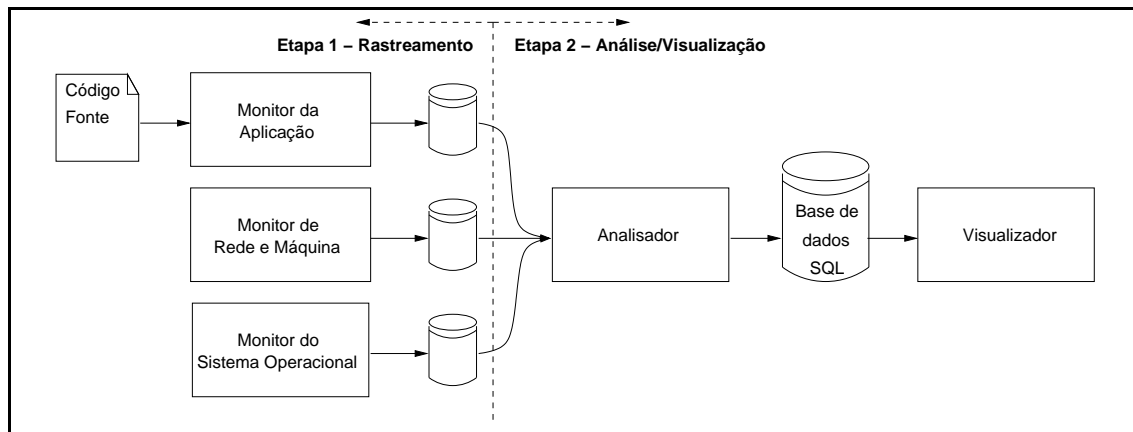 Etapa 1 – Rastreamento
Etapa 2 – Análise/Visualização
Código
Fonte
Monitor da
Aplicação
Monitor de
Rede e Máquina
Monitor do
Sistema Operacional
Analisador
Base de
dados
SQL
Visualizador